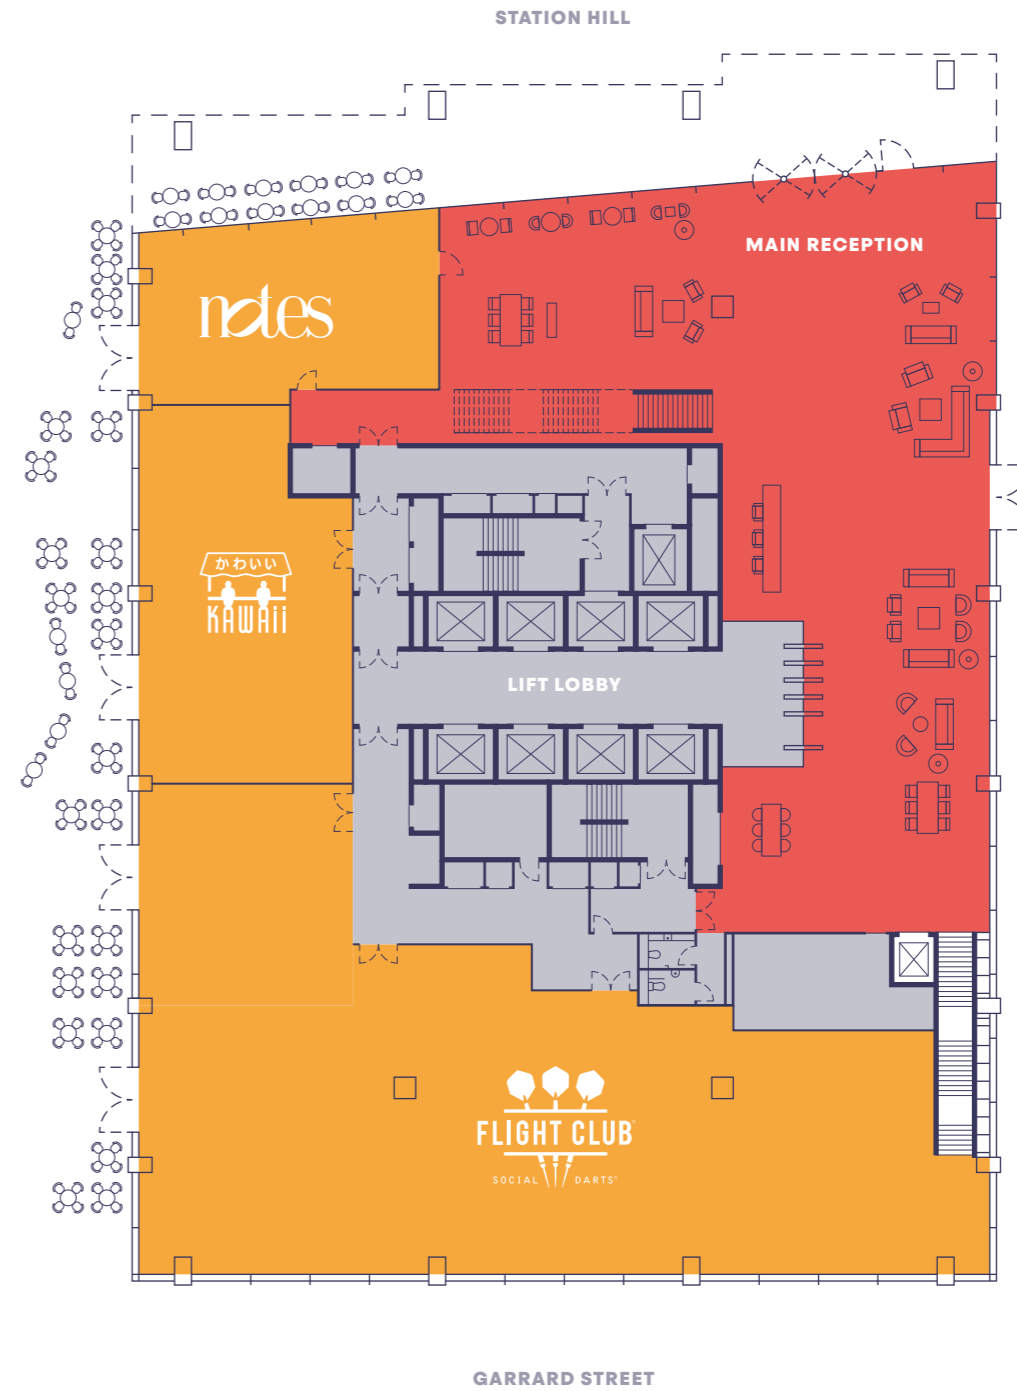 STATION HILL
MAIN RECEPTION
notes
かわいい
KAWAii
LIFT LOBBY
FLIGHT CLUB
SOCIAL DARTS
GARRARD STREET